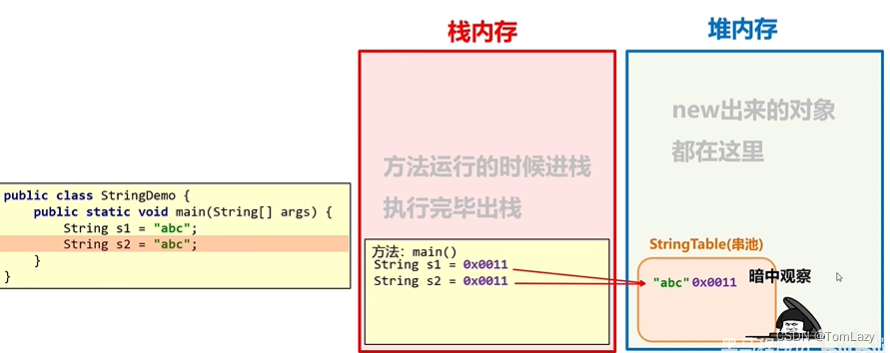 栈内存
堆内存
new出来的对象
都在这里
方法运行的时候进栈
执行完毕出栈
public class StringDemo {
public static void main(String[] args) {
String s1 = "abc";
String s2 = "abc";
}
}
方法: main()
String s1 = 0x0011
String s2 = 0x0011
StringTable(串池)
"abc" 0x0011
暗中观察
CSDN @TomLazy